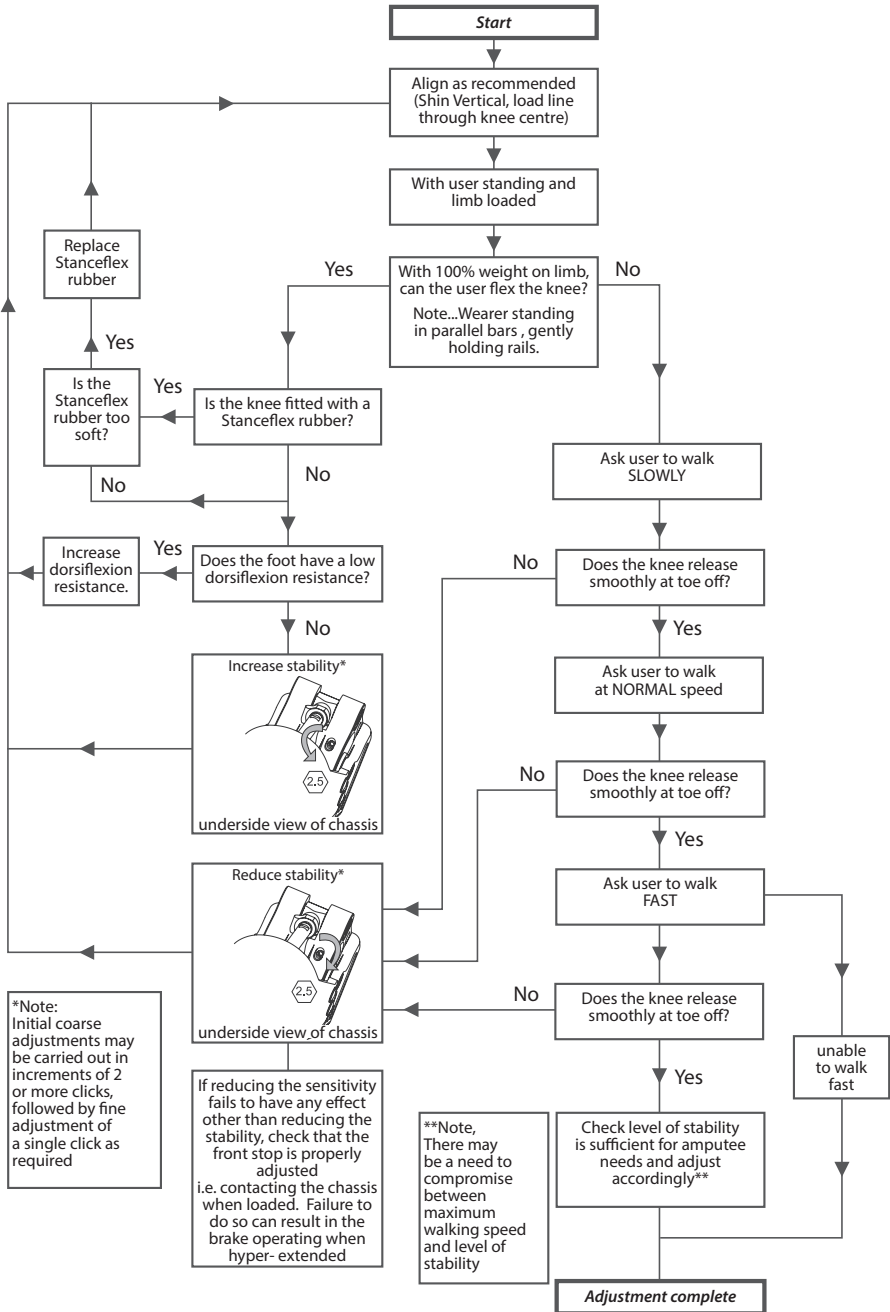 Start
Align as recommended
(Shin Vertical, load line
through knee centre)
With user standing and
limb loaded
Yes
With 100% weight on limb,
can the user flex the knee?
Note...Wearer standing
in parallel bars , gently
holding rails.
No
Replace
Stanceflex
rubber
Yes
Is the
Stanceflex
rubber too
soft?
Yes
Is the knee fitted with a
Stanceflex rubber?
No
No
Ask user to walk
SLOWLY
Increase
dorsiflexion
resistance.
Yes
Does the foot have a low
dorsiflexion resistance?
No
No
Does the knee release
smoothly at toe off?
Yes
Increase stability*
2.5
underside view of chassis
Ask user to walk
at NORMAL speed
No
Does the knee release
smoothly at toe off?
Yes
Reduce stability*
2.5
underside view of chassis
Ask user to walk
FAST
No
Does the knee release
smoothly at toe off?
Yes
unable
to walk
fast
*Note:
Initial coarse
adjustments may
be carried out in
increments of 2
or more clicks,
followed by fine
adjustment of
a single click as
required
If reducing the sensitivity
fails to have any effect
other than reducing the
stability, check that the
front stop is properly
adjusted
i.e. contacting the chassis
when loaded. Failure to
do so can result in the
brake operating when
hyper- extended
**Note,
There may
be a need to
compromise
between
maximum
walking speed
and level of
stability
Check level of stability
is sufficient for amputee
needs and adjust
accordingly**
Adjustment complete